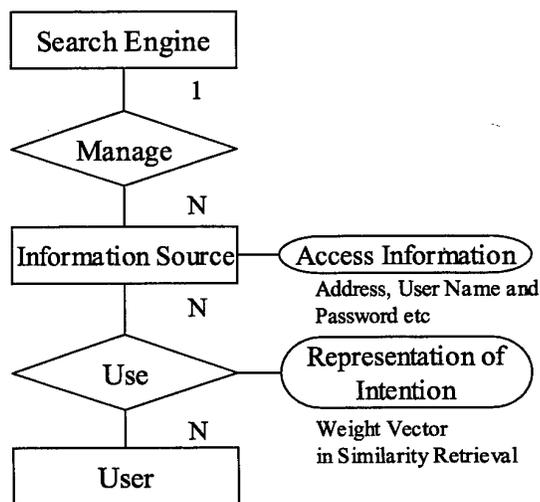 Search Engine
1
Manage
N
Information Source
Access Information
Address, User Name and
Password etc
N
Use
Representation of
Intention
Weight Vector
in Similarity Retrieval
N
User